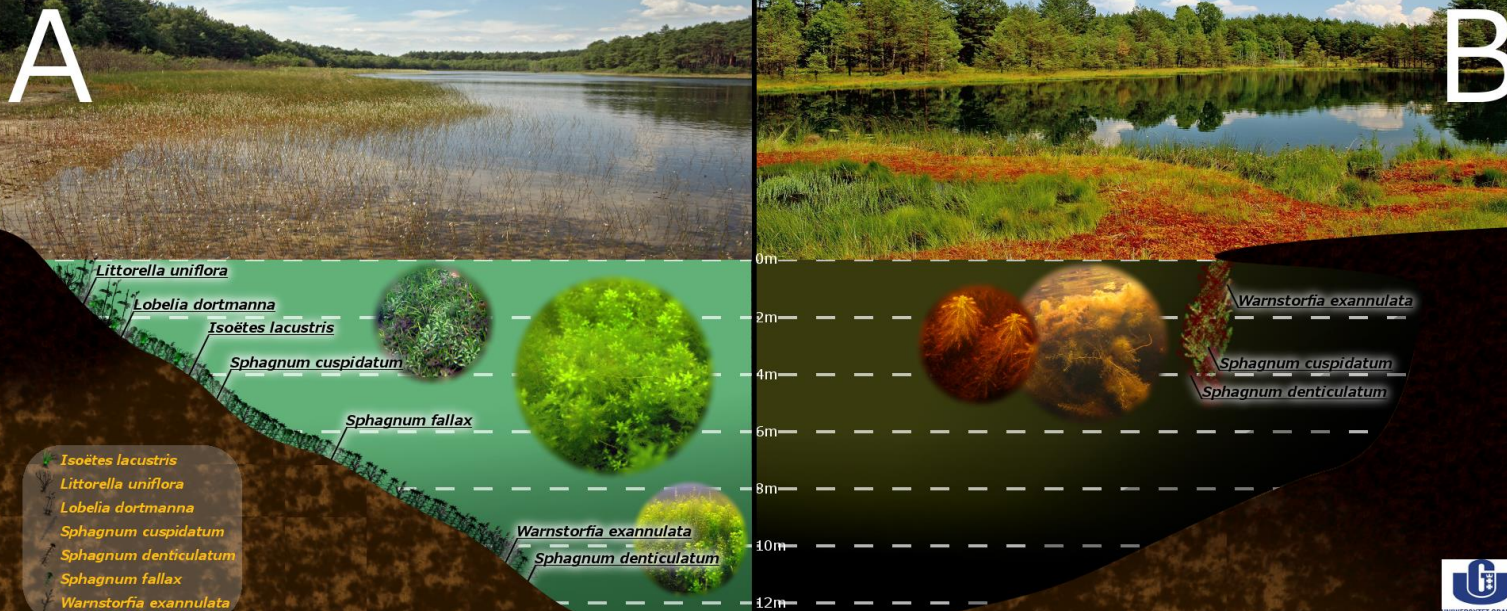 A
B
Littorella uniflora
Lobelia dortmanna
Isoëtes lacustris
Sphagnum cuspidatum
Sphagnum fallax
Warnstorfia exannulata
Sphagnum denticulatum
Isoëtes lacustris
Littorella uniflora
Lobelia dortmanna
Sphagnum cuspidatum
Sphagnum denticulatum
Sphagnum fallax
Warnstorfia exannulata
0m
2m
4m
6m
8m
10m
12m
Warnstorfia exannulata
Sphagnum cuspidatum
Sphagnum denticulatum